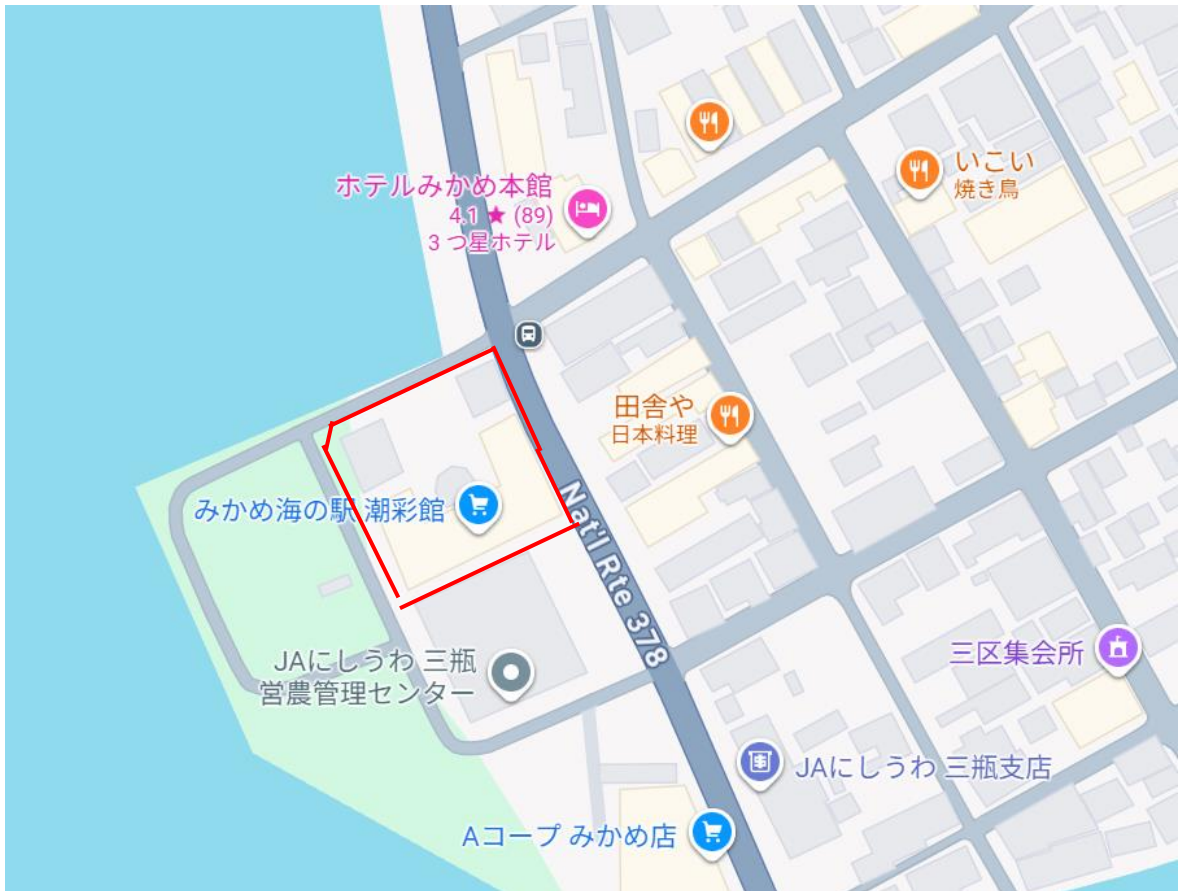 いこい
焼き鳥
ホテルみかめ本館
4.1 ★ (89)
3 つ星ホテル
田舎や
日本料理
みかめ海の駅 潮彩館
Nat'l Rte 378
JAにしうわ 三瓶
営農管理センター
三区集会所
JAにしうわ 三瓶支店
Aコープ みかめ店